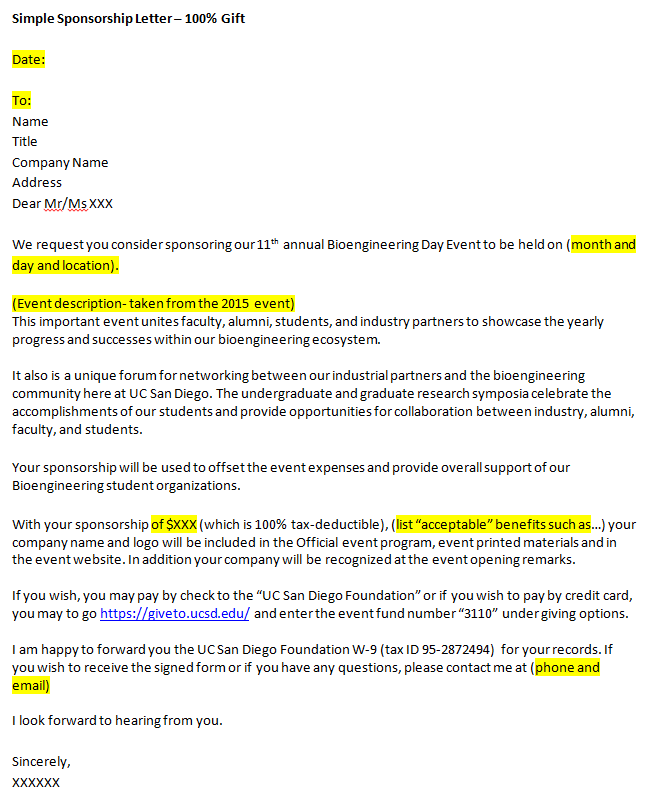 Simple Sponsorship Letter – 100% Gift
Date:
To:
Name
Title
Company Name
Address
Dear Mr/Ms XXX
We request you consider sponsoring our 11th annual Bioengineering Day Event to be held on (month and
day and location).
(Event description- taken from the 2015 event)
This important event unites faculty, alumni, students, and industry partners to showcase the yearly
progress and successes within our bioengineering ecosystem.
It also is a unique forum for networking between our industrial partners and the bioengineering
community here at UC San Diego. The undergraduate and graduate research symposia celebrate the
accomplishments of our students and provide opportunities for collaboration between industry, alumni,
faculty, and students.
Your sponsorship will be used to offset the event expenses and provide overall support of our
Bioengineering student organizations.
With your sponsorship of $XXX (which is 100% tax-deductible), (list “acceptable” benefits such as…) your
company name and logo will be included in the Official event program, event printed materials and in
the event website. In addition your company will be recognized at the event opening remarks.
If you wish, you may pay by check to the “UC San Diego Foundation” or if you wish to pay by credit card,
you may to go https://giveto.ucsd.edu/ and enter the event fund number “3110” under giving options.
I am happy to forward you the UC San Diego Foundation W-9 (tax ID 95-2872494) for your records. If
you wish to receive the signed form or if you have any questions, please contact me at (phone and
email)
I look forward to hearing from you.
Sincerely,
XXXXXX